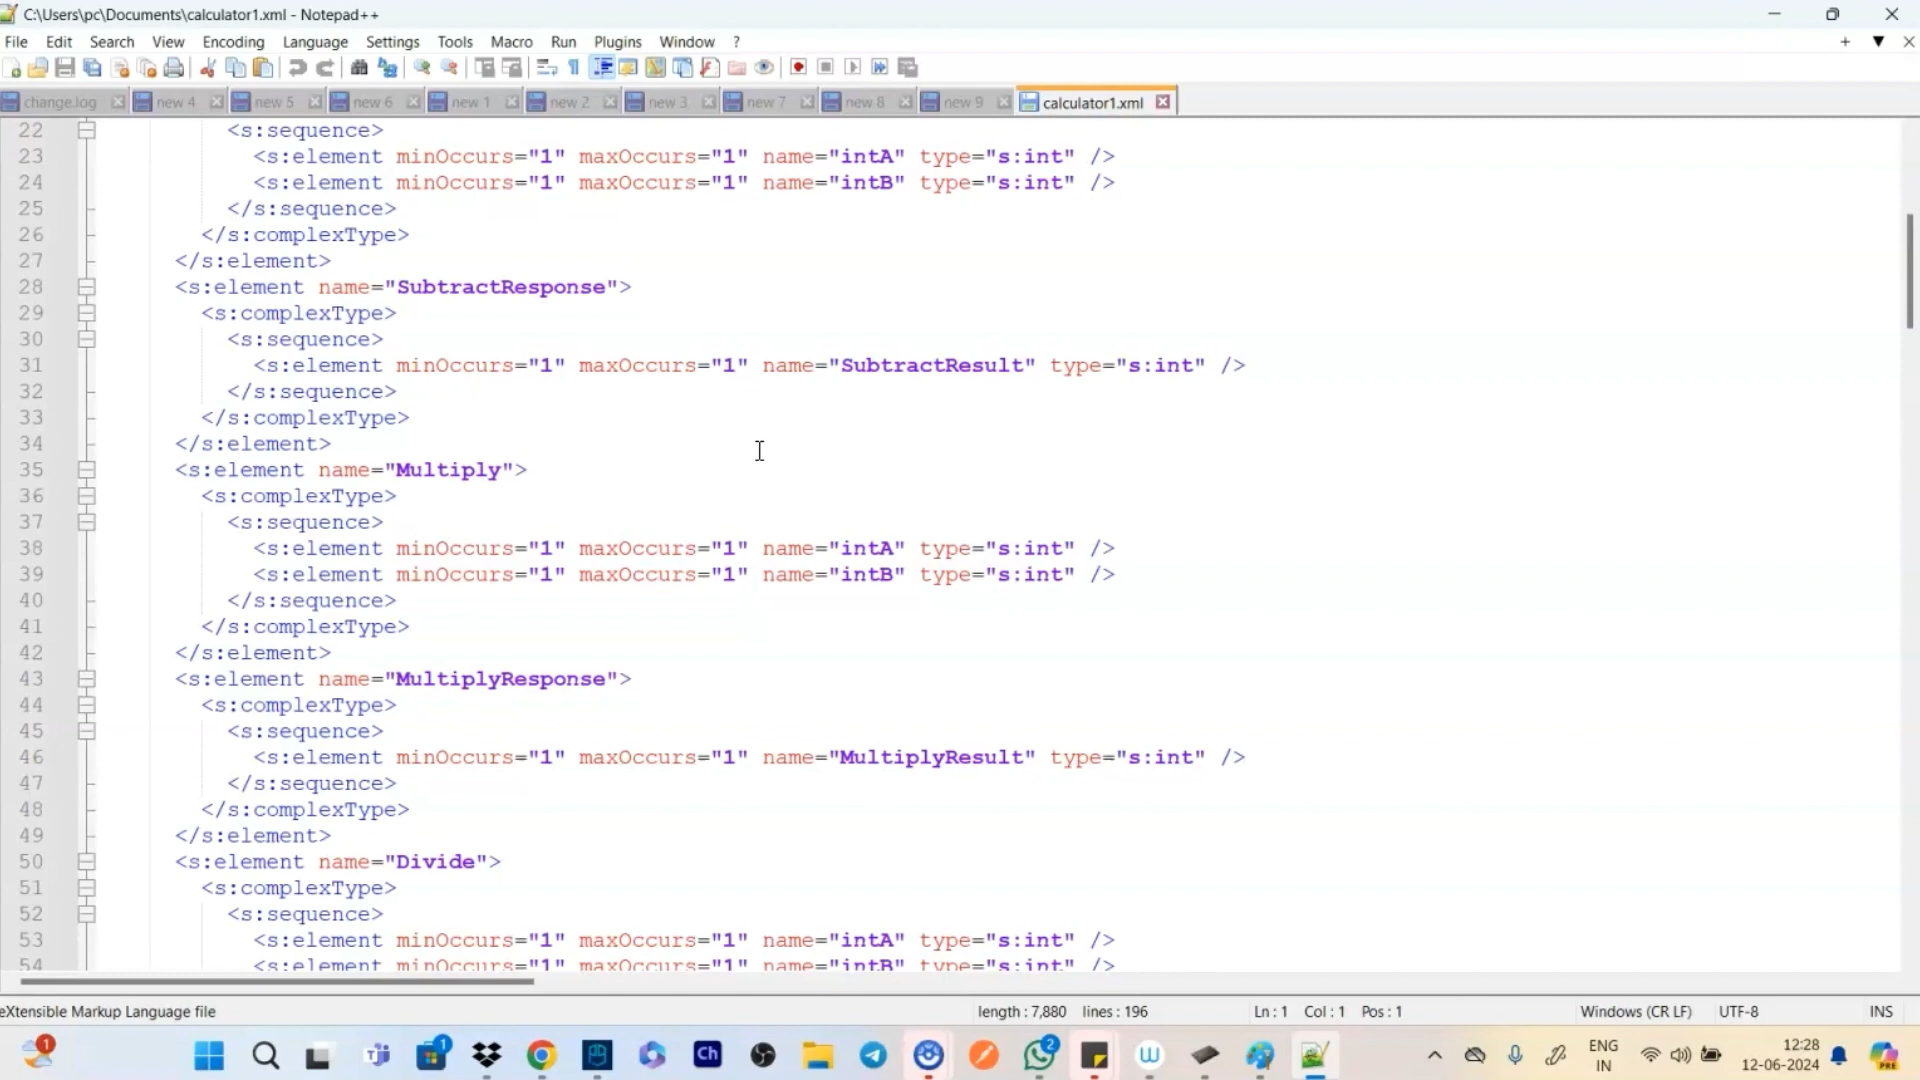 C:\Users\pc\Documents\calculator1.xml - Notepad++
File Edit Search View Encoding Language Settings Tools Macro Run Plugins Window ? + ▼ X
change.log new 4 new 5 new 6 new 1 new 2 new 3 new 7 new 8 new 9 calculator1.xml
22 <s:sequence>
23 <s:element minOccurs="1" maxOccurs="1" name="intA" type="s:int" />
24 <s:element minOccurs="1" maxOccurs="1" name="intB" type="s:int" />
25 </s:sequence>
26 </s:complexType>
27 </s:element>
28 <s:element name="SubtractResponse">
29 <s:complexType>
30 <s:sequence>
31 <s:element minOccurs="1" maxOccurs="1" name="SubtractResult" type="s:int" />
32 </s:sequence>
33 </s:complexType>
34 </s:element>
35 <s:element name="Multiply">
36 <s:complexType>
37 <s:sequence>
38 <s:element minOccurs="1" maxOccurs="1" name="intA" type="s:int" />
39 <s:element minOccurs="1" maxOccurs="1" name="intB" type="s:int" />
40 </s:sequence>
41 </s:complexType>
42 </s:element>
43 <s:element name="MultiplyResponse">
44 <s:complexType>
45 <s:sequence>
46 <s:element minOccurs="1" maxOccurs="1" name="MultiplyResult" type="s:int" />
47 </s:sequence>
48 </s:complexType>
49 </s:element>
50 <s:element name="Divide">
51 <s:complexType>
52 <s:sequence>
53 <s:element minOccurs="1" maxOccurs="1" name="intA" type="s:int" />
54 <s:element minOccurs="1" maxOccurs="1" name="intB" type="s:int" />
eXtensible Markup Language file length : 7,880 lines : 196 Ln : 1 Col : 1 Pos : 1 Windows (CR LF) UTF-8 INS
1 1 Ch 2 W ENG 12:28
IN 12-06-2024 PRE